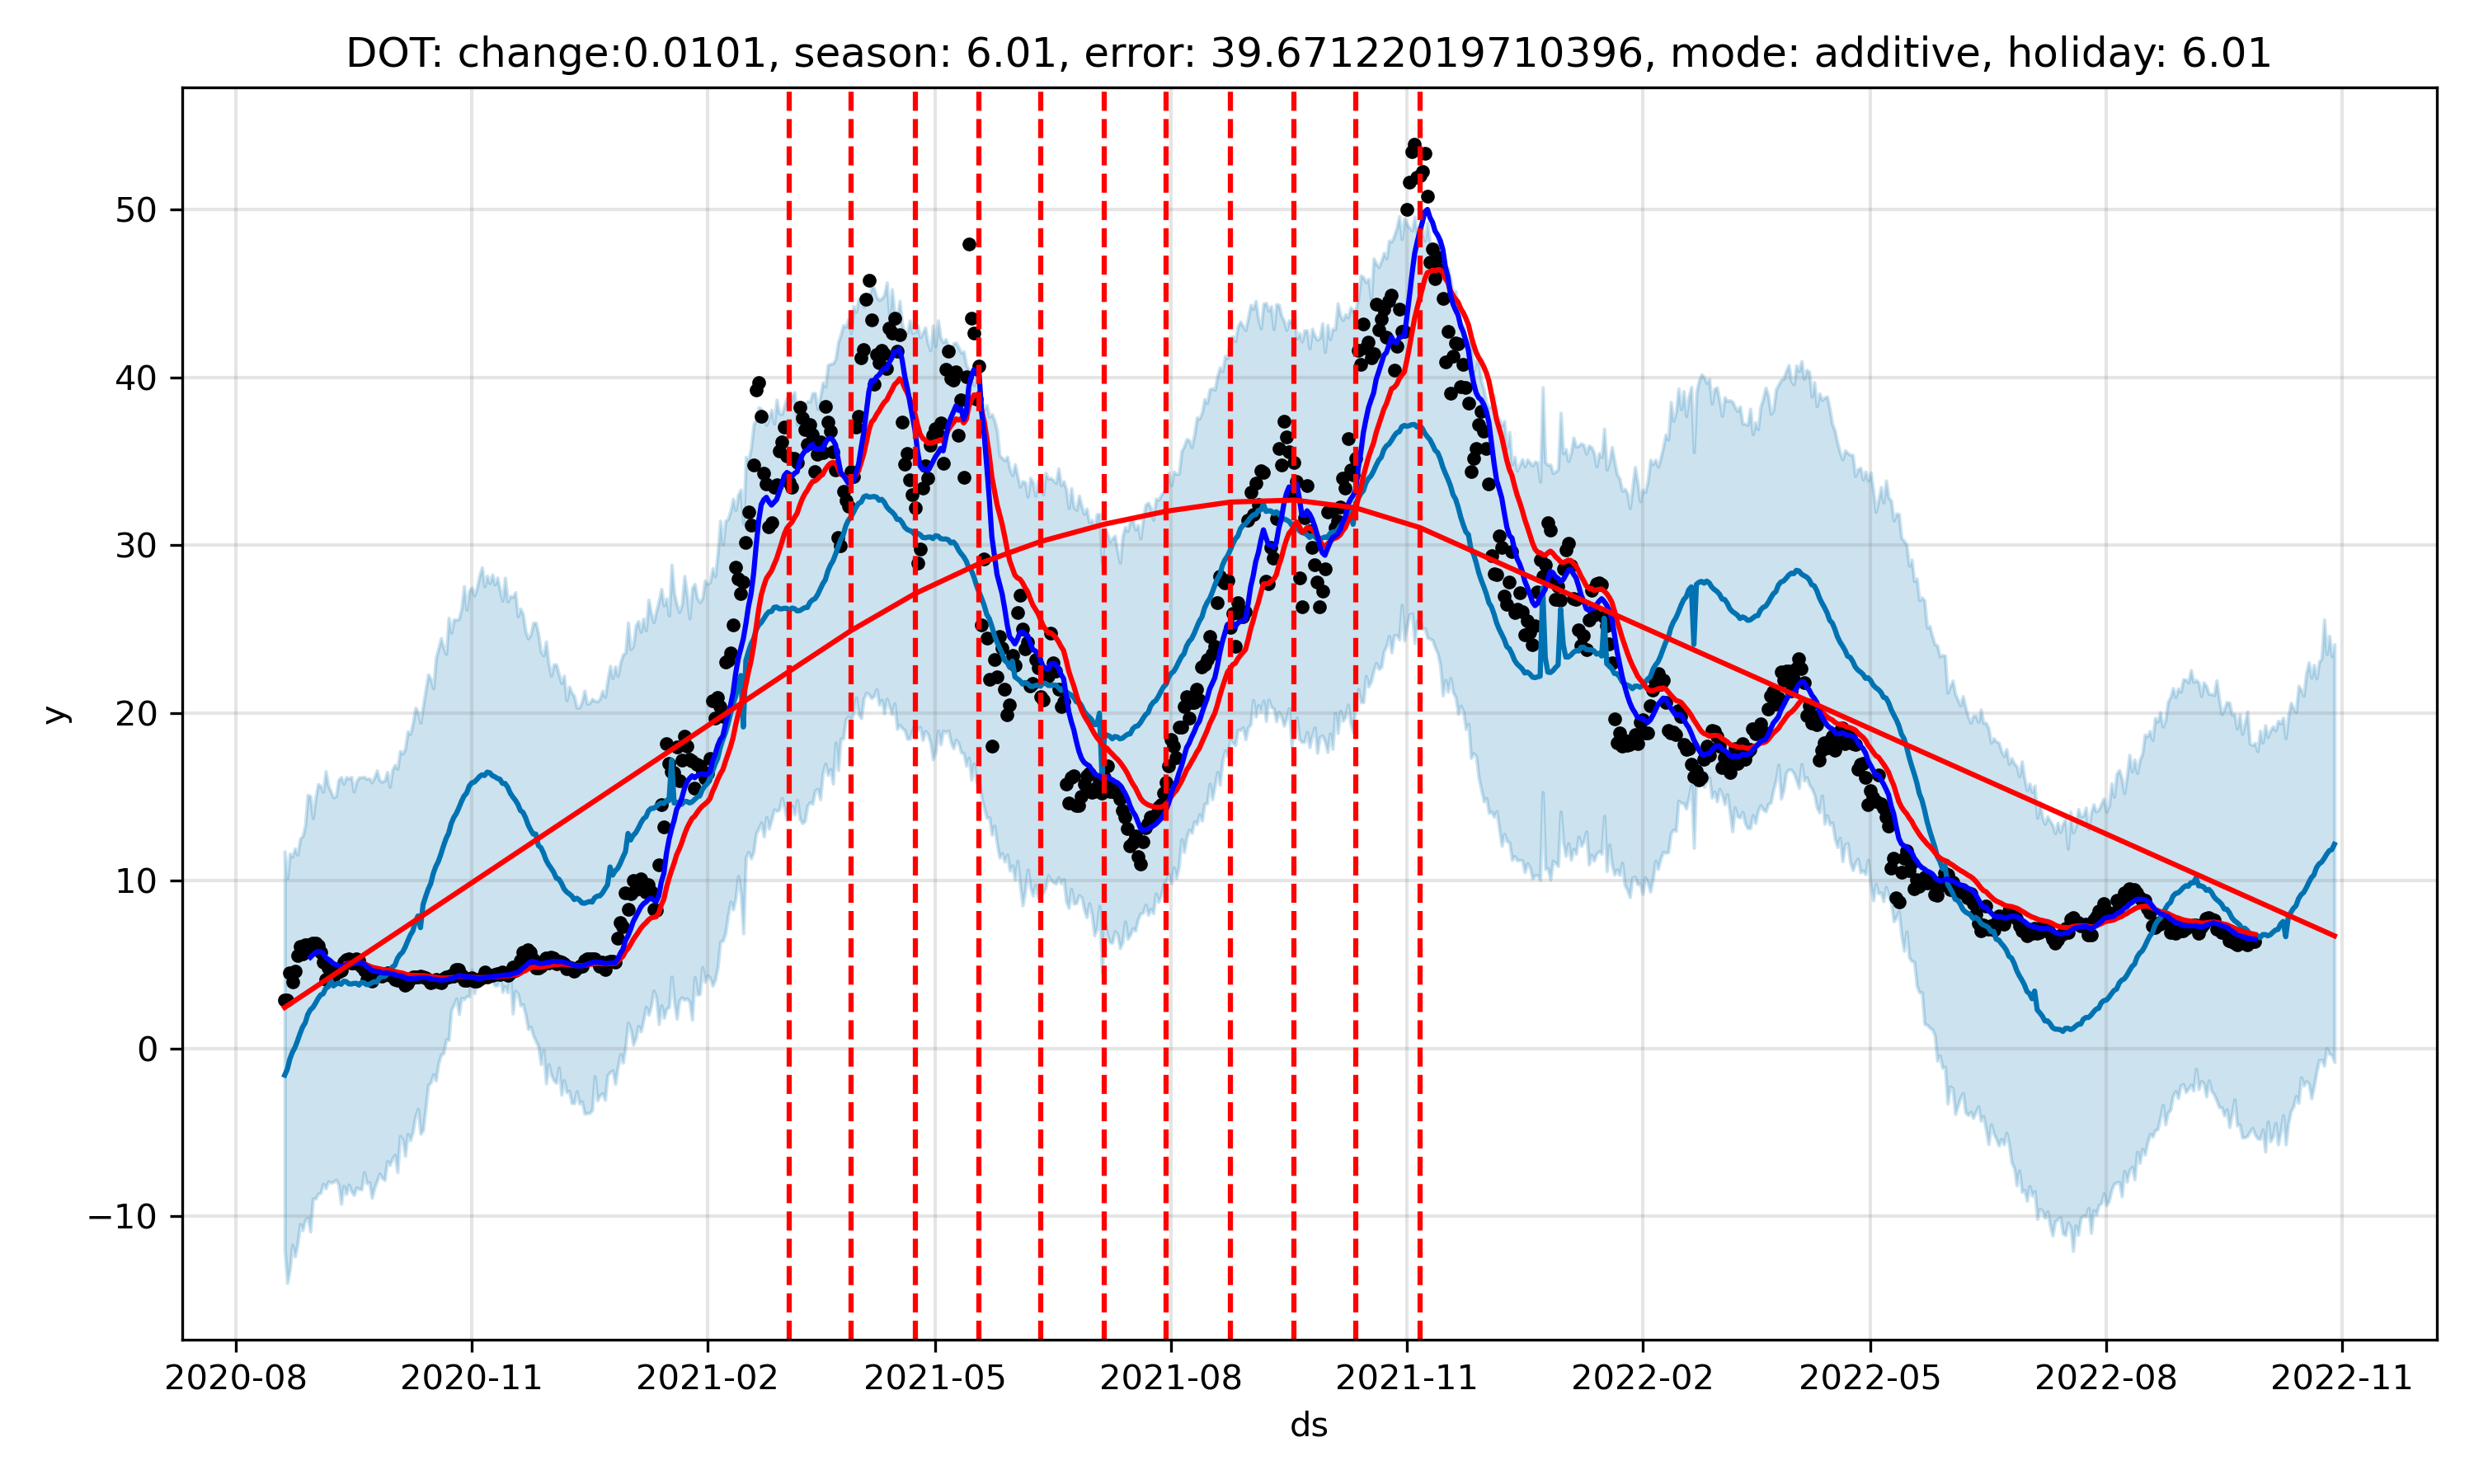 DOT: change:0.0101, season: 6.01, error: 39.67122019710396, mode: additive, holiday: 6.01
y
50
40
30
20
10
0
−10
2020-08 2020-11 2021-02 2021-05 2021-08 2021-11 2022-02 2022-05 2022-08 2022-11
ds